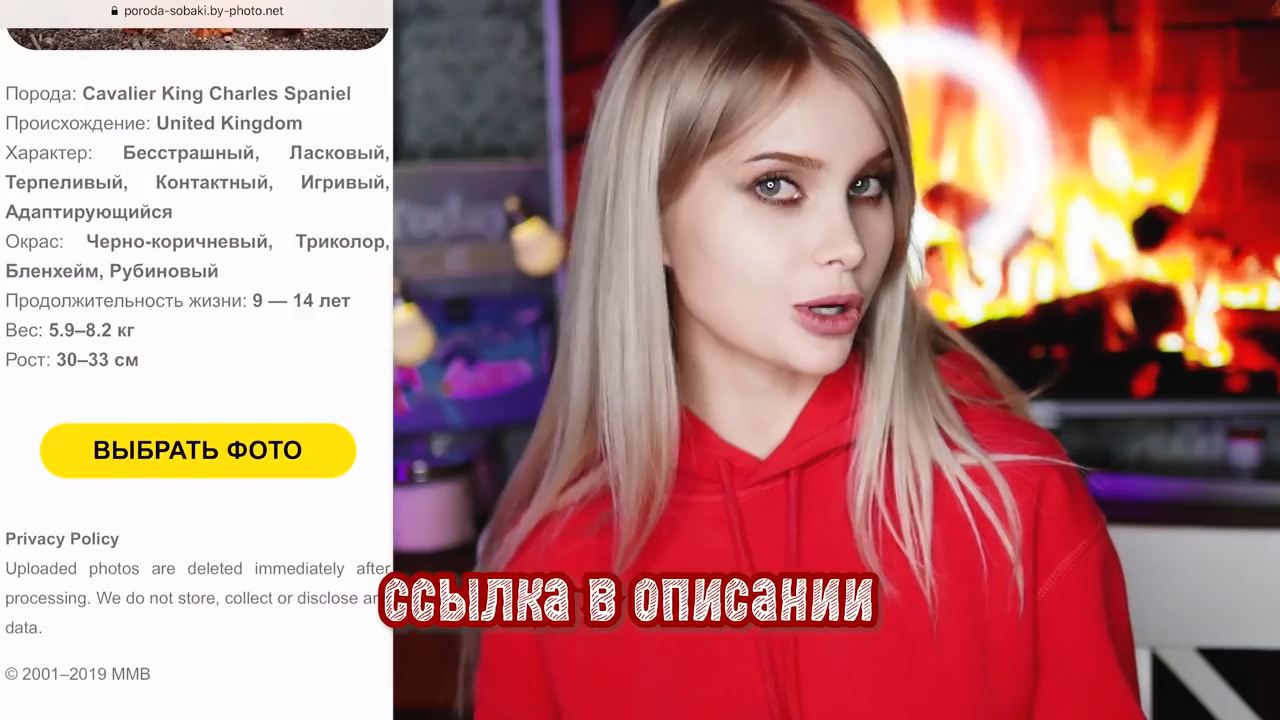 poroda-sobaki.by-photo.net
Порода: Cavalier King Charles Spaniel
Происхождение: United Kingdom
Характер: Бесстрашный, Ласковый,
Терпеливый, Контактный, Игривый,
Адаптирующийся
Окрас: Черно-коричневый, Триколор,
Бленхейм, Рубиновый
Продолжительность жизни: 9 — 14 лет
Вес: 5.9–8.2 кг
Рост: 30–33 см
ВЫБРАТЬ ФОТО
Privacy Policy
Uploaded photos are deleted immediately after
processing. We do not store, collect or disclose
data.
© 2001–2019 MMB
today
ссылка в описании